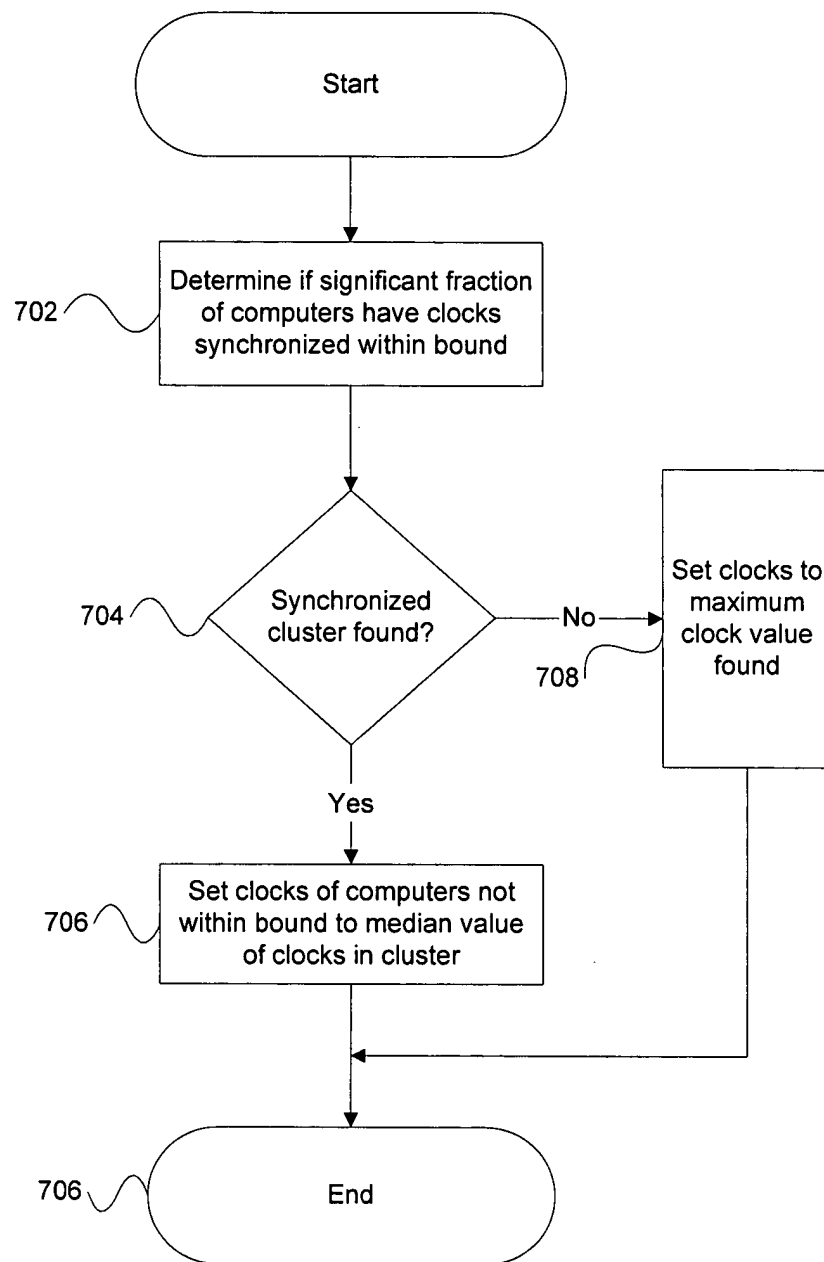 Start
702
Determine if significant fraction
of computers have clocks
synchronized within bound
704
Synchronized
cluster found?
No
708
Set clocks to
maximum
clock value
found
Yes
706
Set clocks of computers not
within bound to median value
of clocks in cluster
706
End